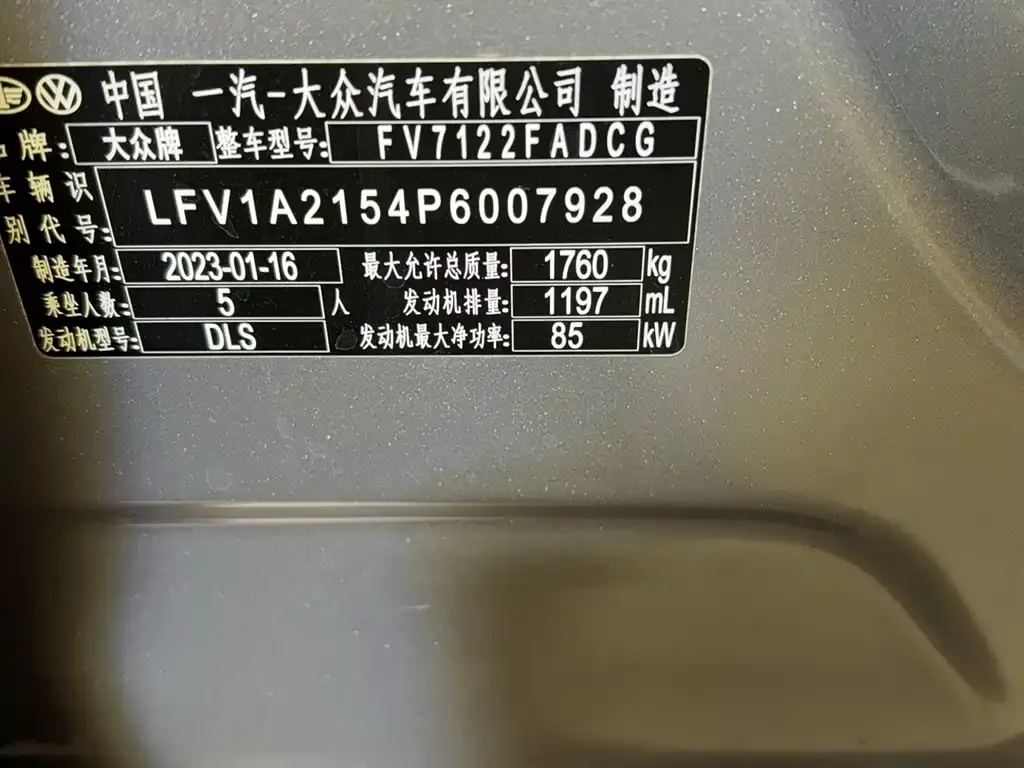 中国 一汽-大众汽车有限公司 制造
品牌: 大众牌 整车型号: FV7122FADCG
车辆识别代号: LFV1A2154P6007928
制造年月: 2023-01-16 最大允许总质量: 1760 kg
乘坐人数: 5 人 发动机排量: 1197 mL
发动机型号: DLS 发动机最大净功率: 85 kW